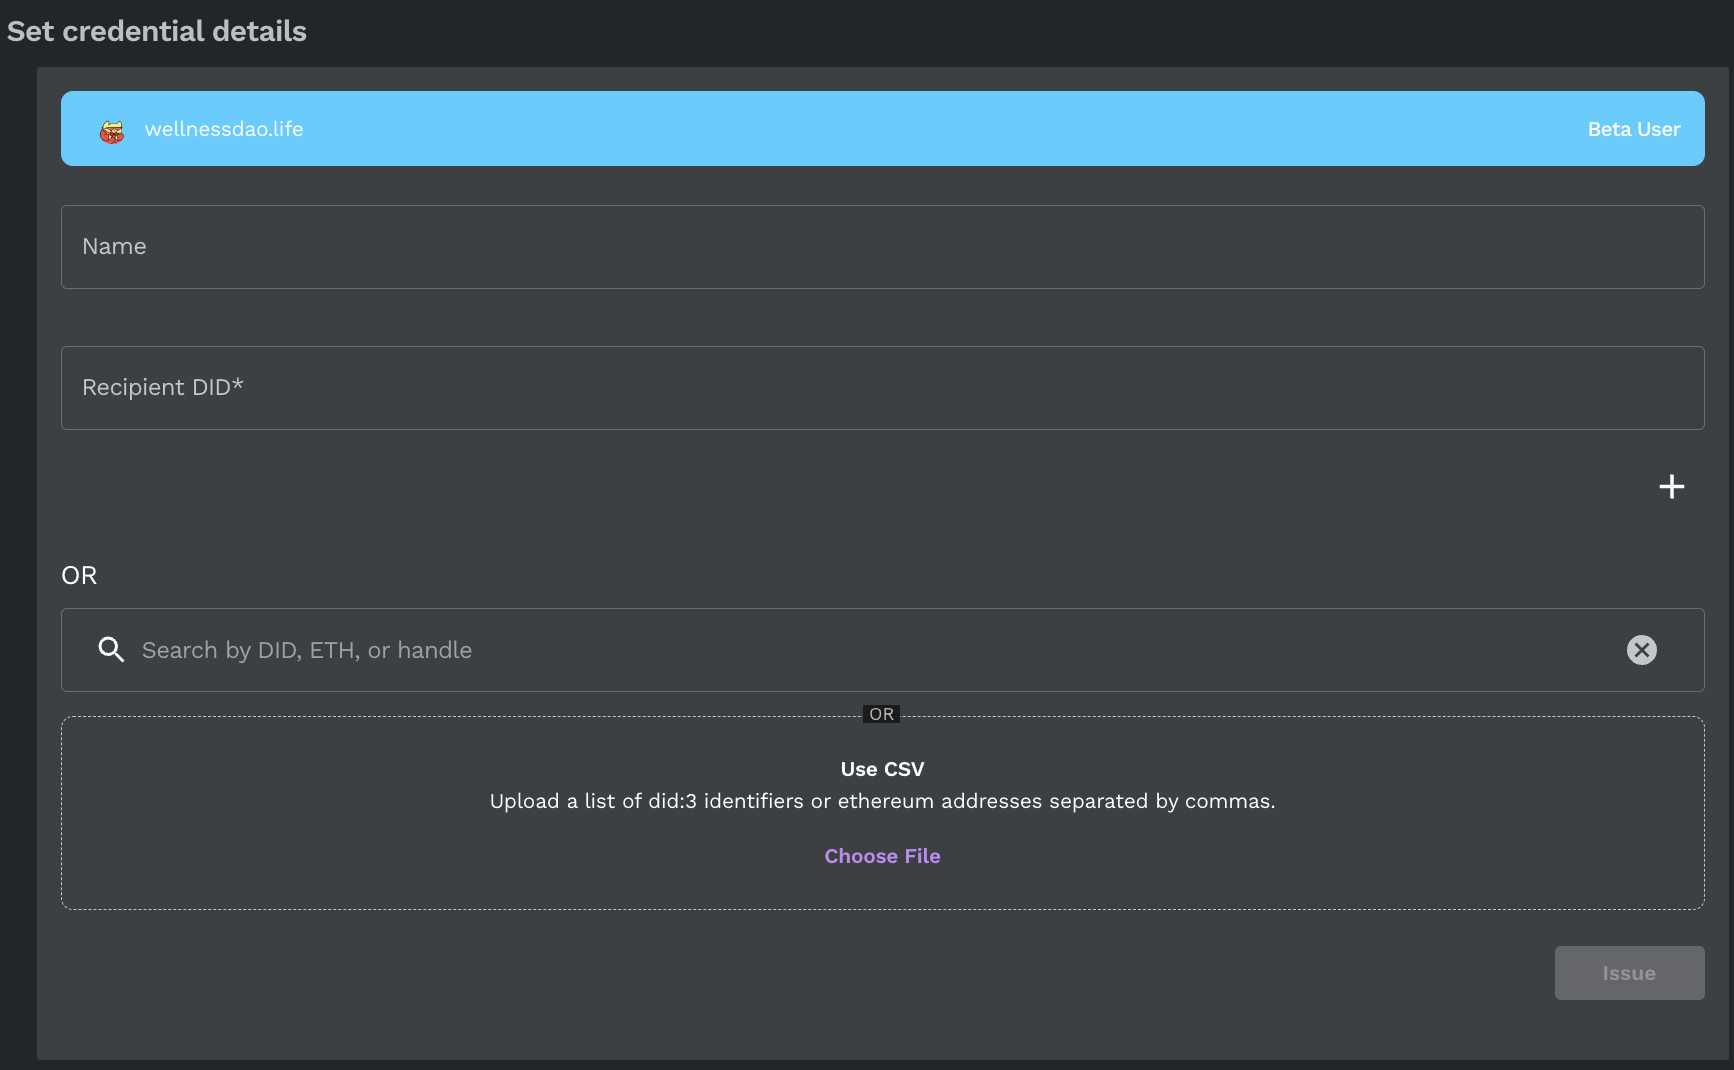 Set credential details
wellnessdao.life
Beta User
Name
Recipient DID*
OR
Search by DID, ETH, or handle
OR
Use CSV
Upload a list of did:3 identifiers or ethereum addresses separated by commas.
Choose File
Issue